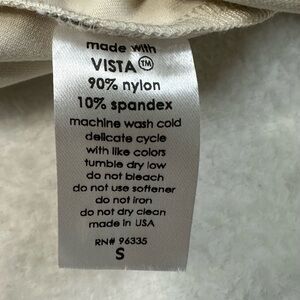 made with
VISTA™
90% nylon
10% spandex
machine wash cold
delicate cycle
with like colors
tumble dry low
do not bleach
do not use softener
do not iron
do not dry clean
made in USA
RN# 96335
S